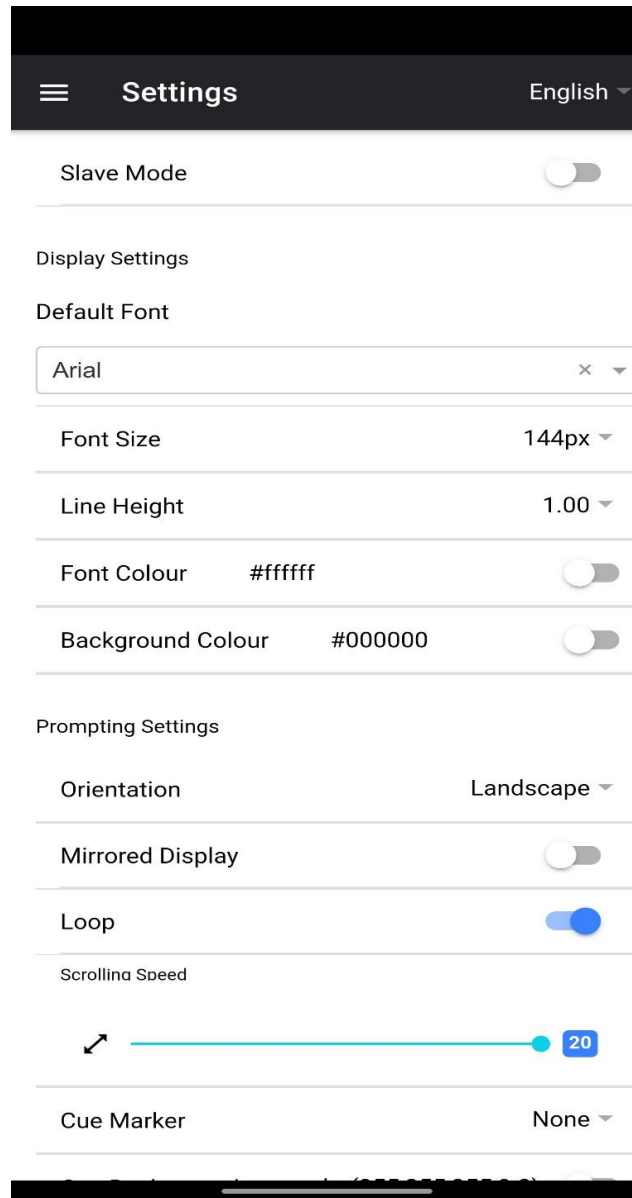 Settings
English
Slave Mode
Display Settings
Default Font
Arial
Font Size 144px
Line Height 1.00
Font Colour #ffffff
Background Colour #000000
Prompting Settings
Orientation Landscape
Mirrored Display
Loop
Scrolling Speed
20
Cue Marker None